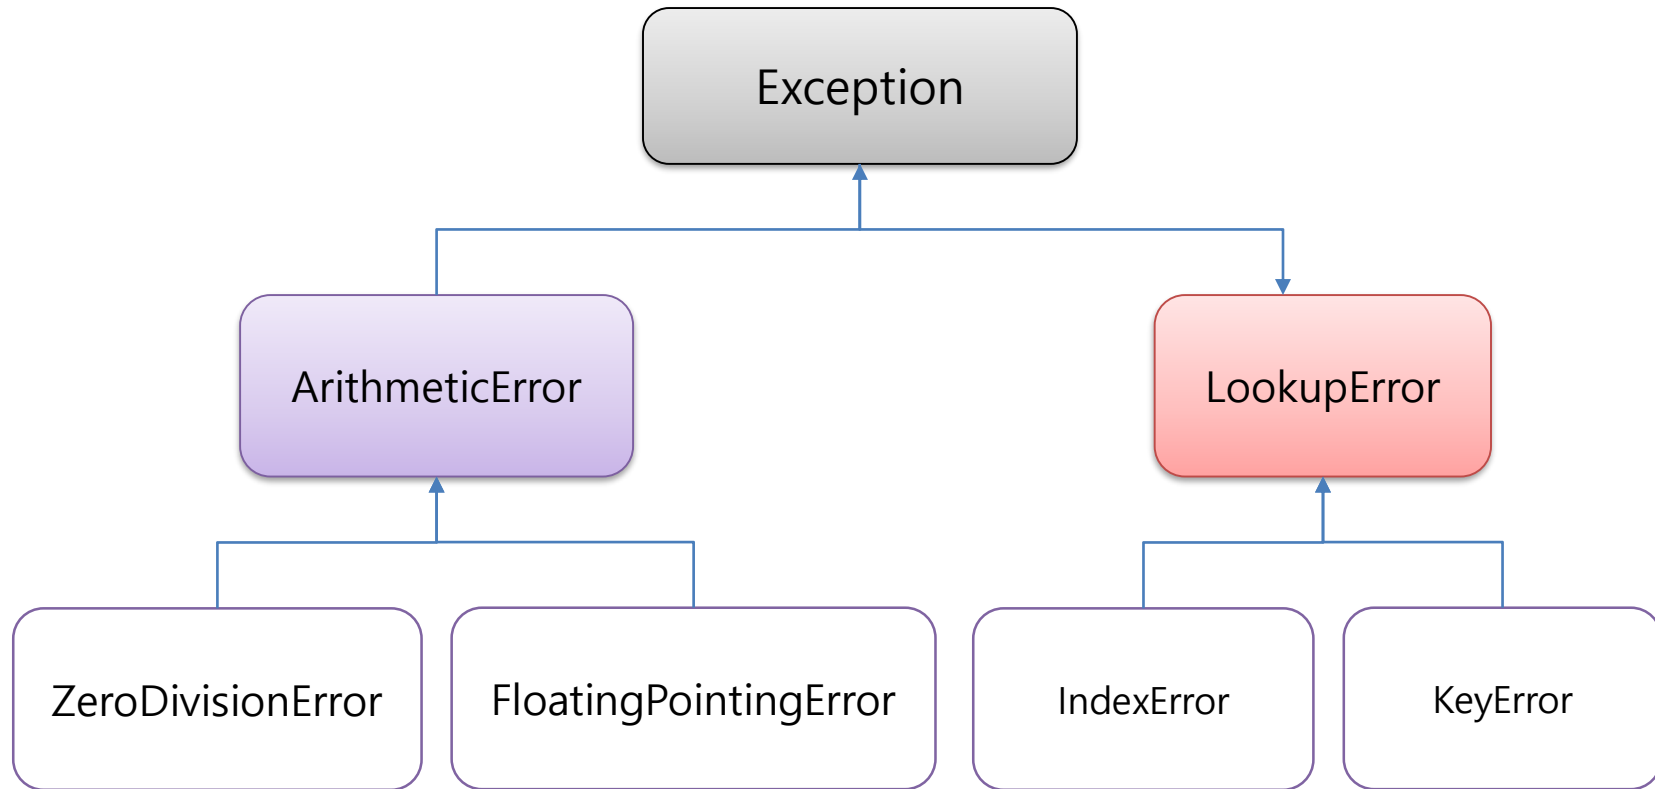 Exception
ArithmeticError
LookupError
ZeroDivisionError
FloatingPointingError
IndexError
KeyError